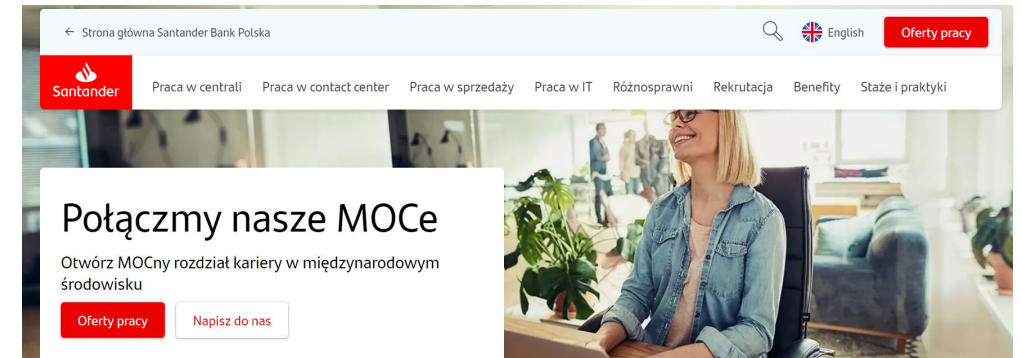 ← Strona główna Santander Bank Polska
English
Oferty pracy
Santander
Praca w centrali
Praca w contact center
Praca w sprzedaży
Praca w IT
Różnosprawni
Rekrutacja
Benefity
Staże i praktyki
Połączmy nasze MOCe
Otwórz MOCny rozdział kariery w międzynarodowym
środowisku
Oferty pracy
Napisz do nas